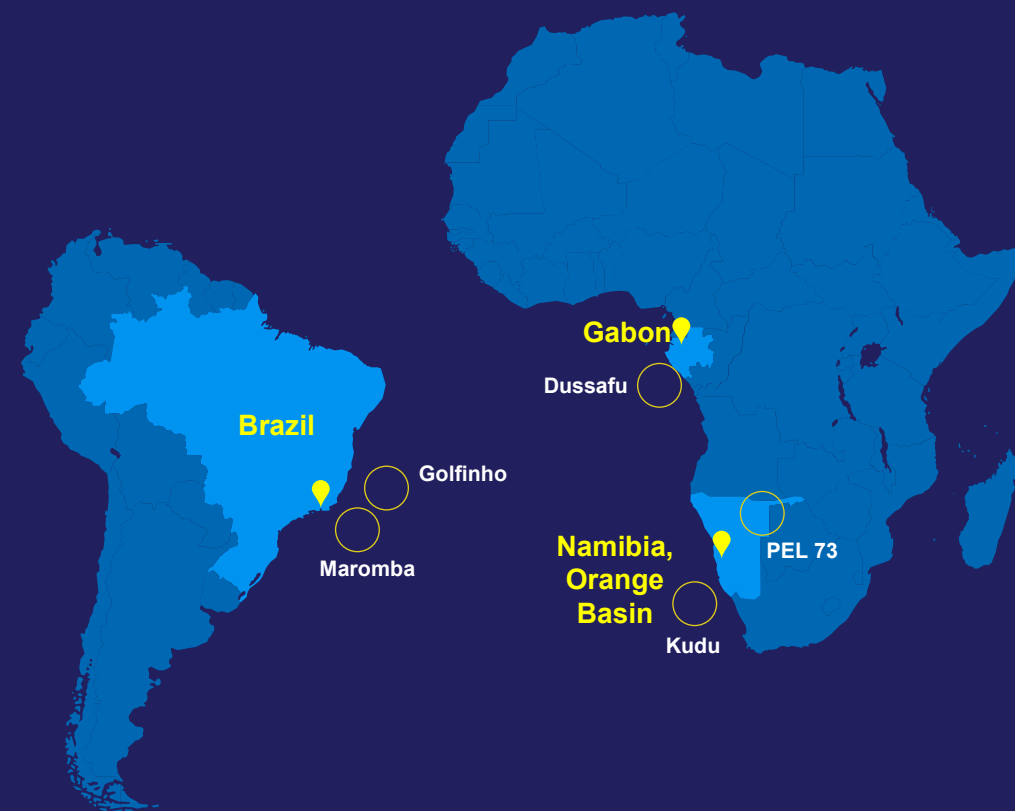 Brazil
Golfinho
Maromba
Gabon
Dussafu
Namibia,
Orange
Basin
PEL 73
Kudu